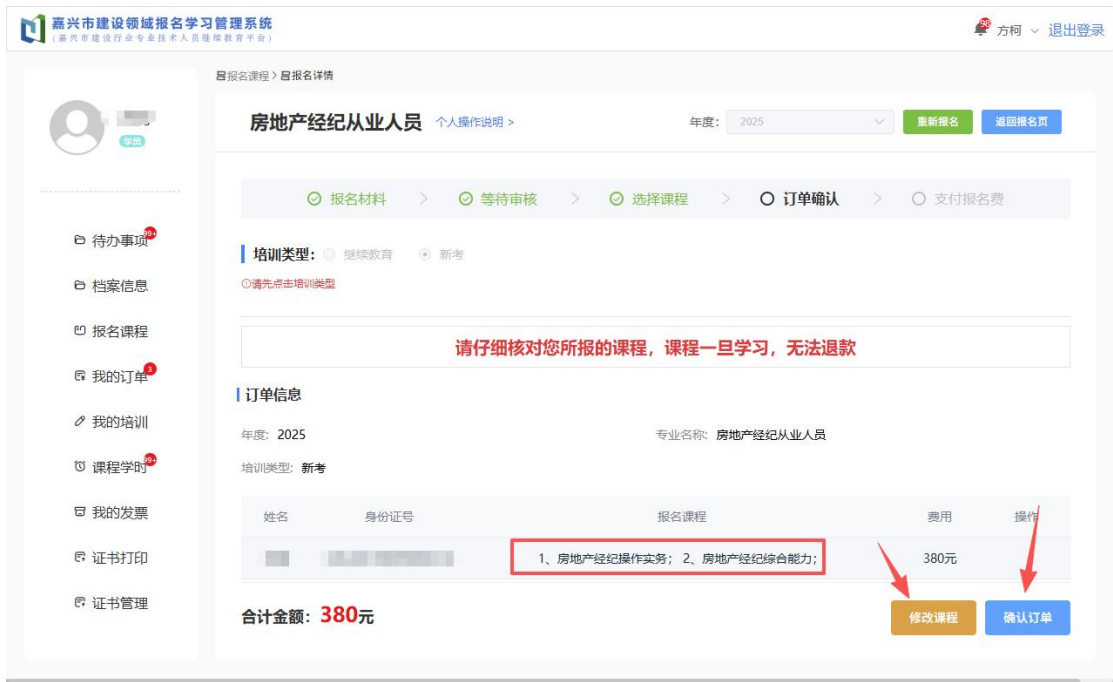 嘉兴市建设领域报名学习管理系统
(嘉兴市建设行业专业技术人员继续教育平台)
98
方柯 退出登录
报名课程 > 报名详情
学员
房地产经纪从业人员 个人操作说明 > 年度: 2025 重新报名 返回报名页
报名材料 > 等待审核 > 选择课程 > 订单确认 > 支付报名费
待办事项 99+
档案信息
报名课程
我的订单 3
我的培训
课程学时 99+
我的发票
证书打印
证书管理
培训类型: 继续教育 新考
请先点击培训类型
请仔细核对您所报的课程，课程一旦学习，无法退款
订单信息
年度: 2025 专业名称: 房地产经纪从业人员
培训类型: 新考
姓名 身份证号 报名课程 费用 操作
1、房地产经纪操作实务; 2、房地产经纪综合能力; 380元
合计金额: 380元 修改课程 确认订单